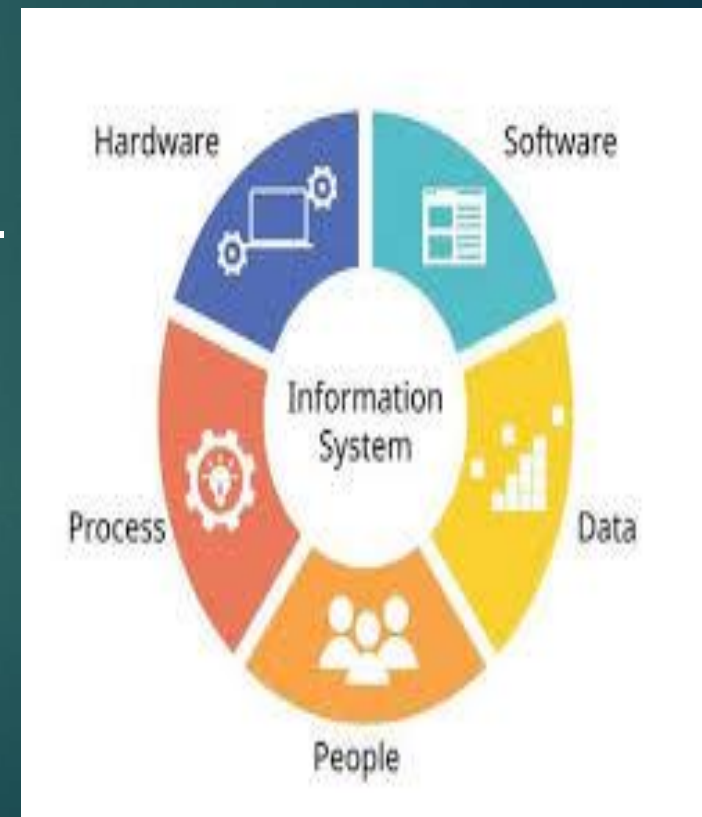 Hardware
Software
Information
System
Process
Data
People